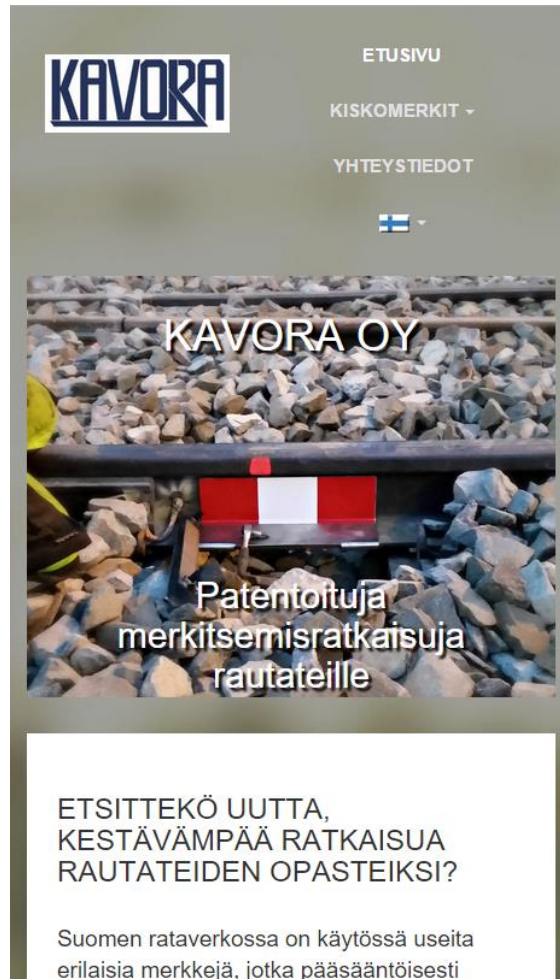 KAVORA
ETUSIVU
KISKOMERKIT
YHTEYSTIEDOT
KAVORA OY
Patentoituja
merkitsemisratkaisuja
rautateille
ETSITTEKÖ UUTTA,
KESTÄVÄMPÄÄ RATKAISUA
RAUTATEIDEN OPASTEIKSI?
Suomen rataverkossa on käytössä useita
erilaisia merkkejä, jotka pääsääntöisesti